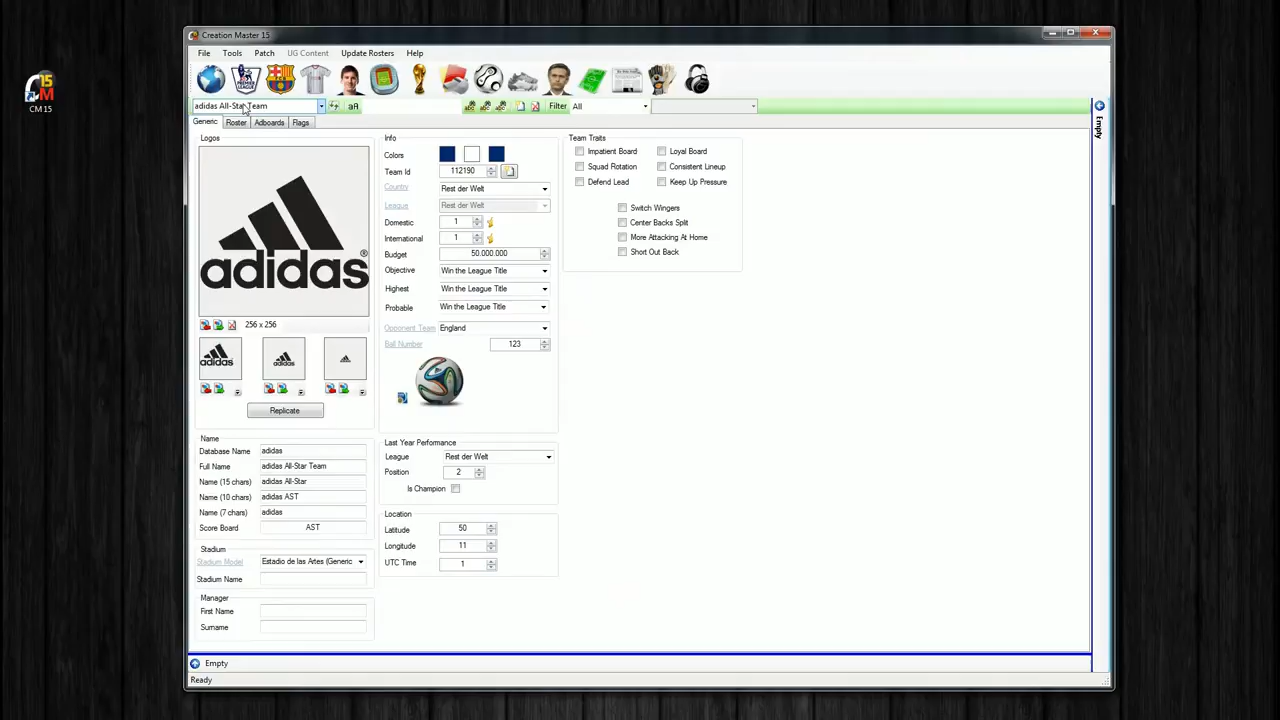 Creation Master 15
File Tools Patch UG Content Update Rosters Help
CM 15
adidas All-Star Team aA abc abc abc Filter All
Generic Roster Adboards Flags
Empty
Logos
adidas®
256 x 256
adidas
Replicate
Name
Database Name adidas
Full Name adidas All-Star Team
Name (15 chars) adidas All-Star
Name (10 chars) adidas AST
Name (7 chars) adidas
Score Board AST
Stadium
Stadium Model Estadio de las Artes (Generic
Stadium Name
Manager
First Name
Surname
Info
Colors
Team Id 112190
Country Rest der Welt
League Rest der Welt
Domestic 1
International 1
Budget 50.000.000
Objective Win the League Title
Highest Win the League Title
Probable Win the League Title
Opponent Team England
Ball Number 123
Last Year Performance
League Rest der Welt
Position 2
Is Champion
Location
Latitude 50
Longitude 11
UTC Time 1
Team Traits
Impatient Board Loyal Board
Squad Rotation Consistent Lineup
Defend Lead Keep Up Pressure
Switch Wingers
Center Backs Split
More Attacking At Home
Short Out Back
Empty
Ready